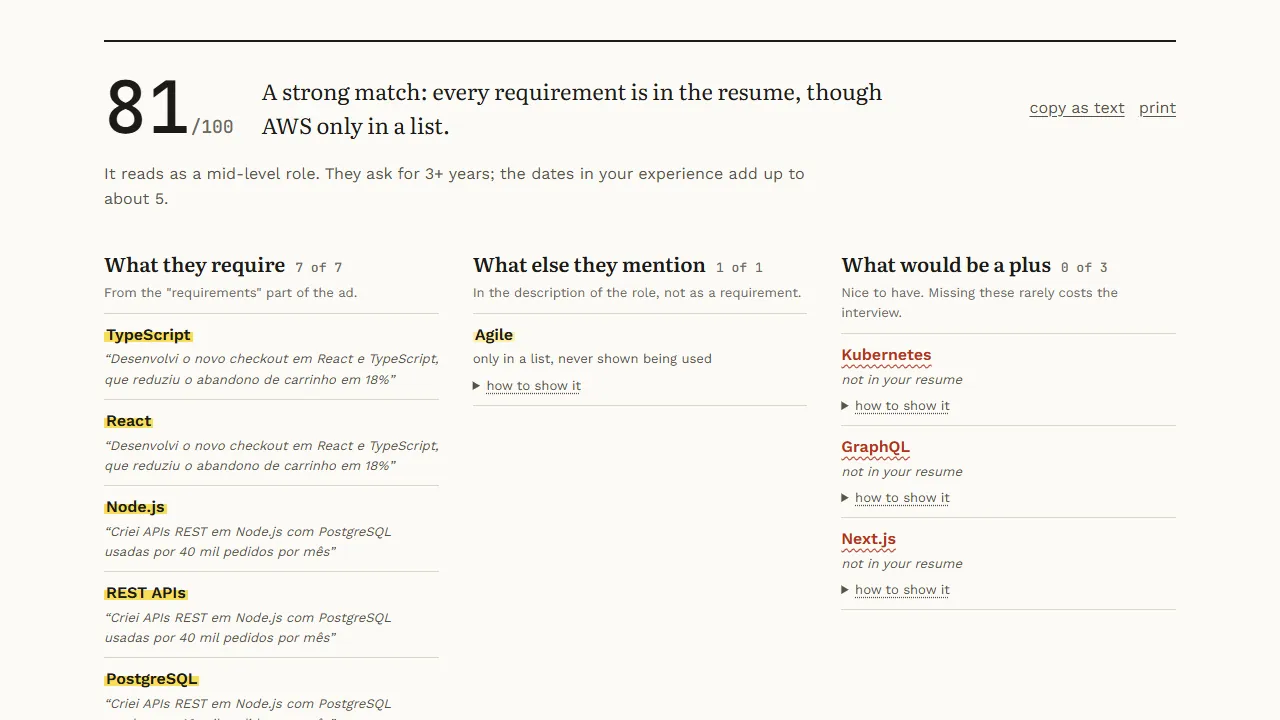 81/100
A strong match: every requirement is in the resume, though
AWS only in a list.
copy as text print
It reads as a mid-level role. They ask for 3+ years; the dates in your experience add up to
about 5.
What they require 7 of 7
From the "requirements" part of the ad.
TypeScript
“Desenvolvi o novo checkout em React e TypeScript,
que reduziu o abandono de carrinho em 18%”
React
“Desenvolvi o novo checkout em React e TypeScript,
que reduziu o abandono de carrinho em 18%”
Node.js
“Criei APIs REST em Node.js com PostgreSQL
usadas por 40 mil pedidos por mês”
REST APIs
“Criei APIs REST em Node.js com PostgreSQL
usadas por 40 mil pedidos por mês”
PostgreSQL
“Criei APIs REST em Node.js com PostgreSQL
What else they mention 1 of 1
In the description of the role, not as a requirement.
Agile
only in a list, never shown being used
how to show it
What would be a plus 0 of 3
Nice to have. Missing these rarely costs the
interview.
Kubernetes
not in your resume
how to show it
GraphQL
not in your resume
how to show it
Next.js
not in your resume
how to show it